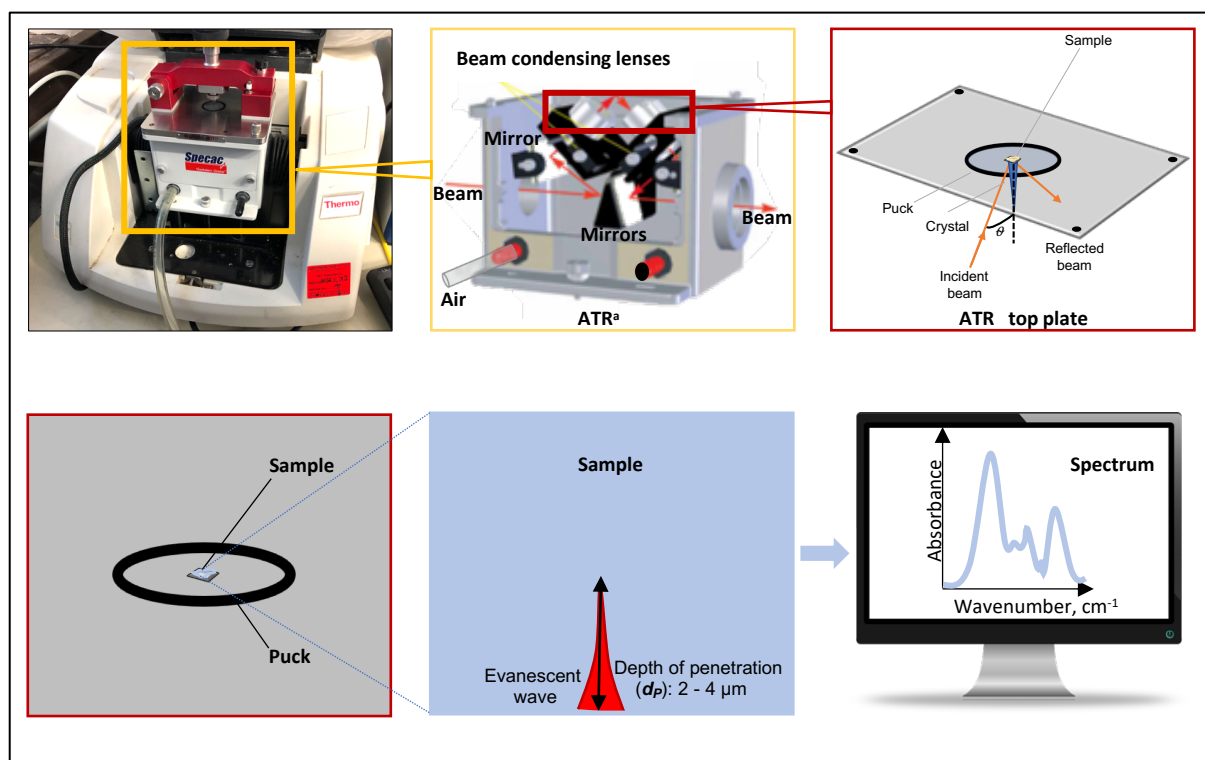 Specac
Thermo
Beam condensing lenses
Mirror
Beam
Beam
Mirrors
Air
ATRᵃ
Sample
Puck
Crystal
θ
Reflected
beam
Incident
beam
ATR top plate
Sample
Puck
Sample
Evanescent
wave
Depth of penetration
(dₚ): 2 - 4 µm
Spectrum
Absorbance
Wavenumber, cm⁻¹